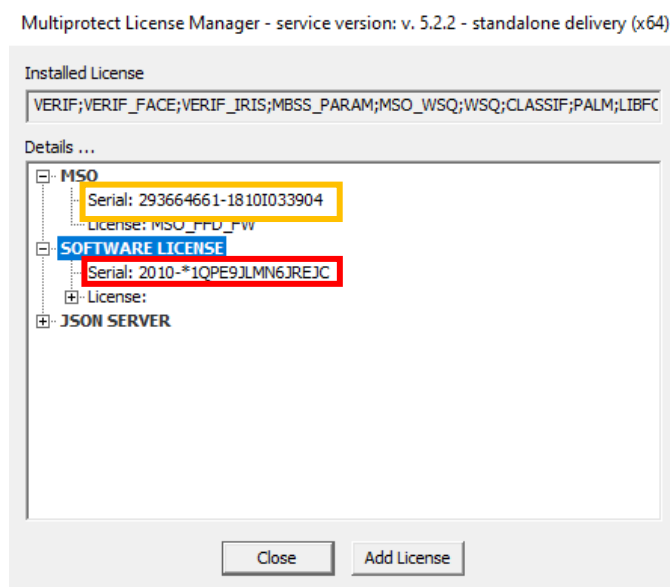 Multiprotect License Manager - service version: v. 5.2.2 - standalone delivery (x64)
Installed License
VERIF;VERIF_FACE;VERIF_IRIS;MBSS_PARAM;MSO_WSQ;WSQ;CLASSIF;PALM;LIBFC
Details ...
MSO
Serial: 293664661-1810I033904
License: MSO_FFD_FW
SOFTWARE LICENSE
Serial: 2010-*1QPE9JLMN6JREJC
License:
JSON SERVER
Close Add License